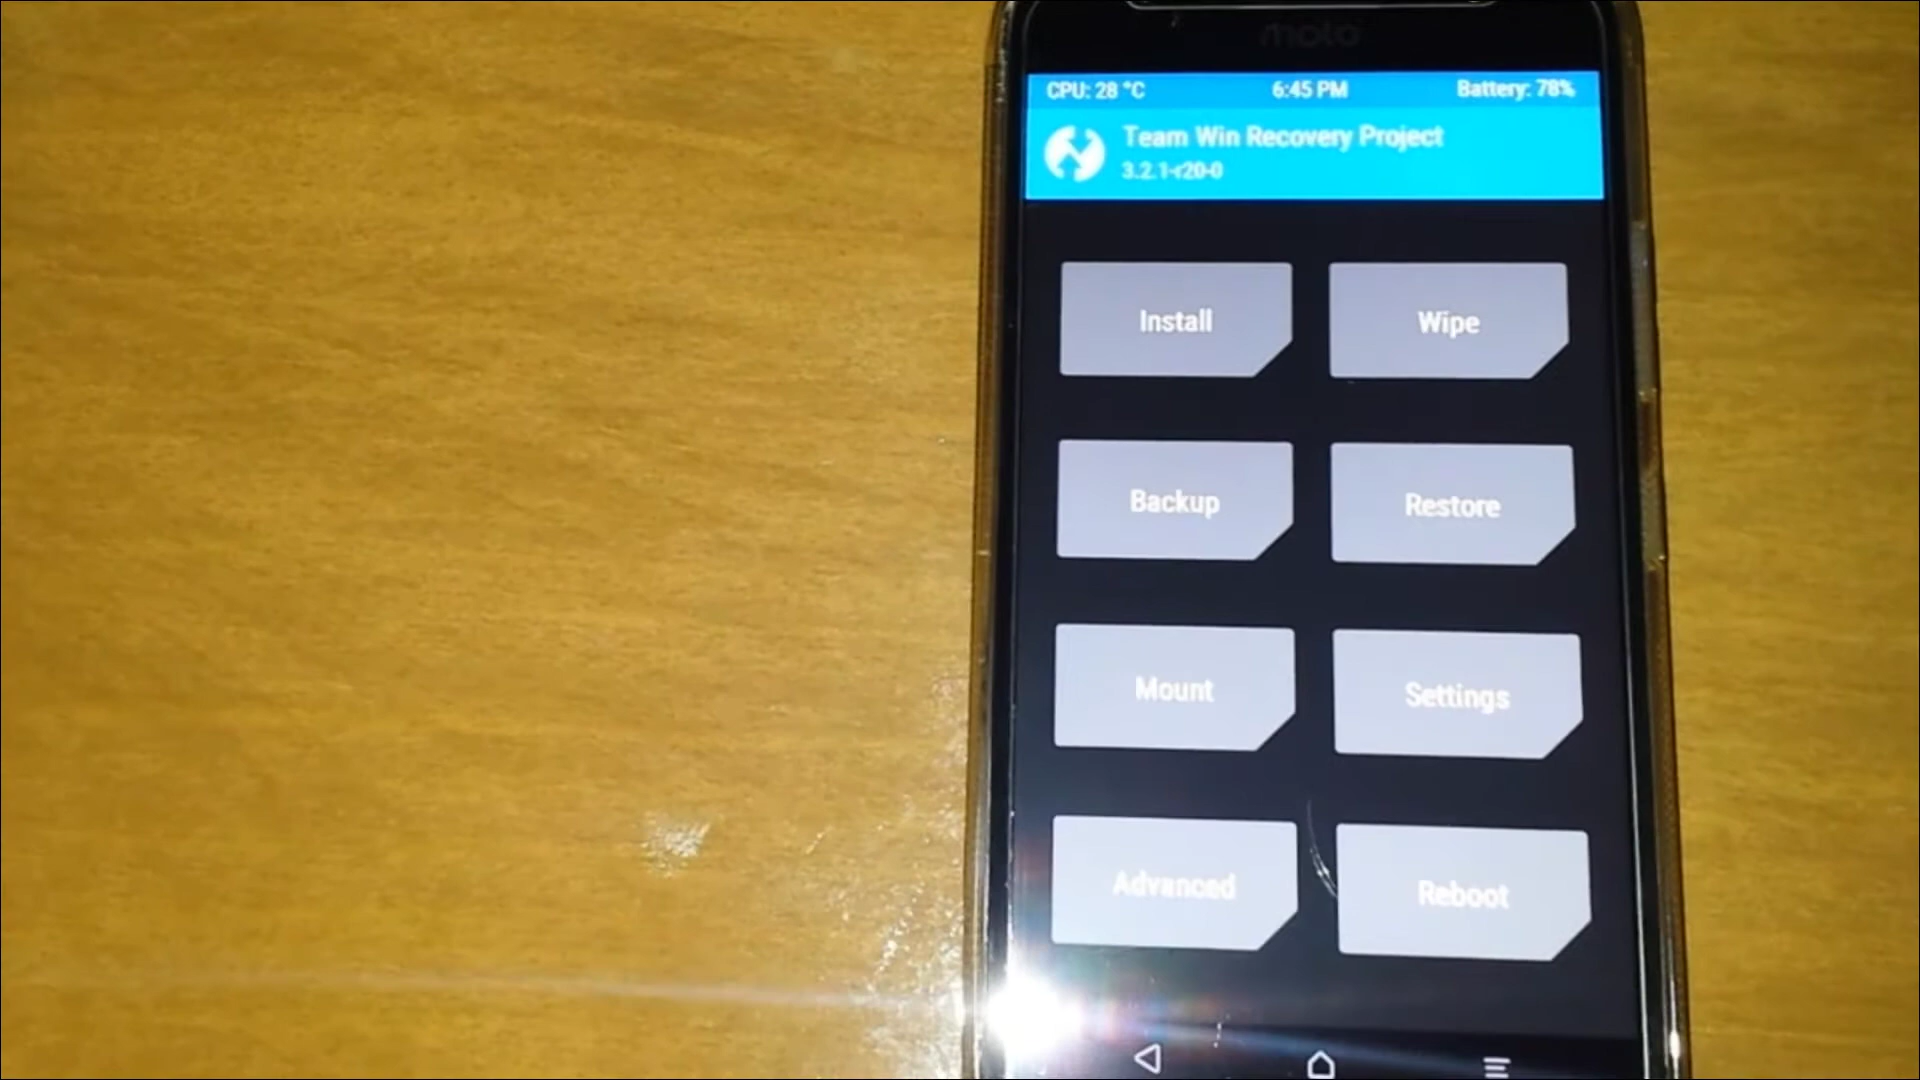 moto
CPU: 28 °C 6:45 PM Battery: 78%
Team Win Recovery Project
3.2.1-r20-0
Install Wipe
Backup Restore
Mount Settings
Advanced Reboot